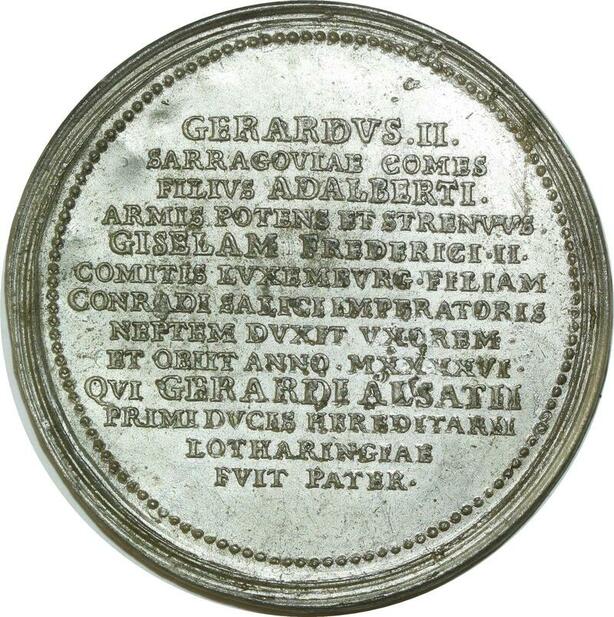 GERARDVS.II.
SARRAGOVIAE COMES
FILIVS ADALBERTI.
ARMIS POTENS ET STRENVVS
GISELAM FREDERICI.II.
COMITIS LVXEMBVRG.FILIAM
CONRADI SALICI IMPERATORIS
NEPTEM DVXIT VXOREM
ET OBIIT ANNO. MXXXXVI.
QVI GERARDI ALSATII
PRIMI DVCIS HEREDITARII
LOTHARINGIAE
FVIT PATER.